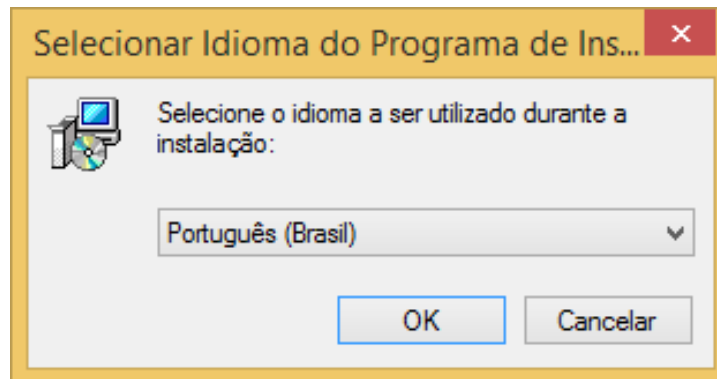 Selecionar Idioma do Programa de Ins...
Selecione o idioma a ser utilizado durante a
instalação:
Português (Brasil)
OK
Cancelar